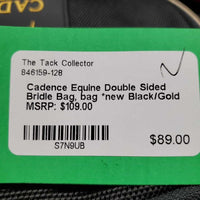 CAD
The Tack Collector
846159-128
Cadence Equine Double Sided
Bridle Bag, bag *new Black/Gold
MSRP: $109.00
S7N9UB
$89.00